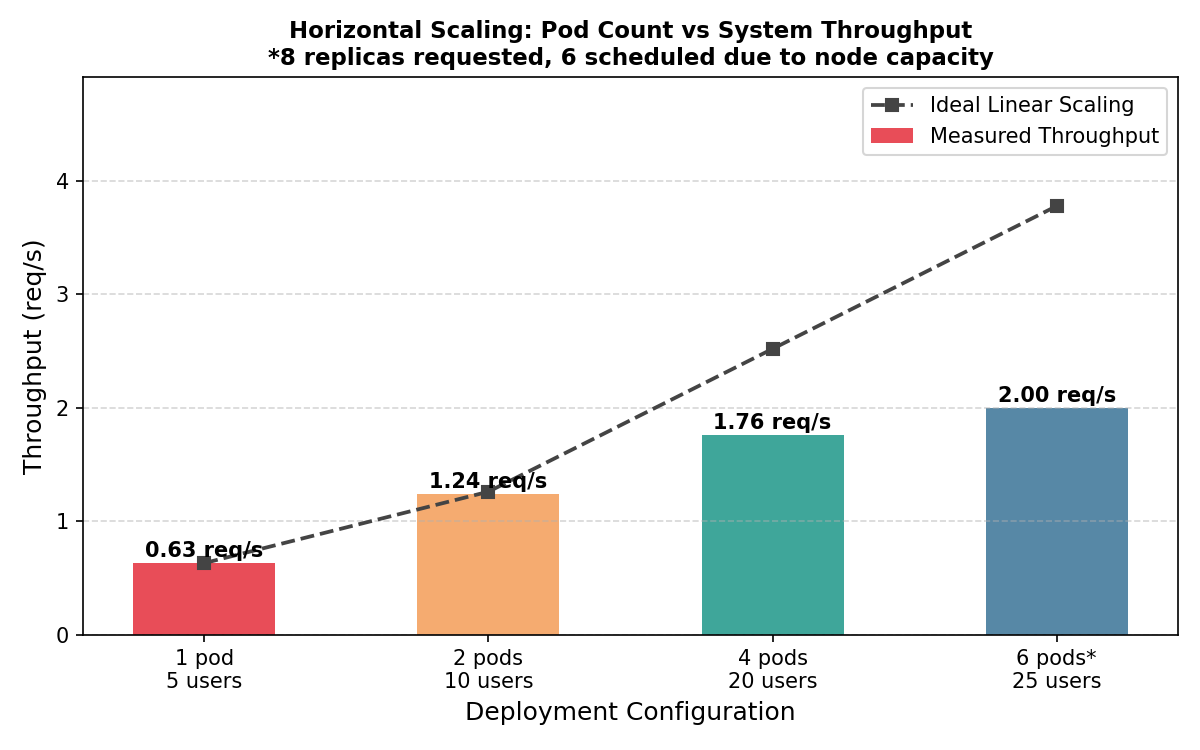 Horizontal Scaling: Pod Count vs System Throughput
*8 replicas requested, 6 scheduled due to node capacity
Ideal Linear Scaling
Measured Throughput
Throughput (req/s)
4
3
2
1
0
0.63 req/s
1.24 req/s
1.76 req/s
2.00 req/s
1 pod
5 users
2 pods
10 users
4 pods
20 users
6 pods*
25 users
Deployment Configuration